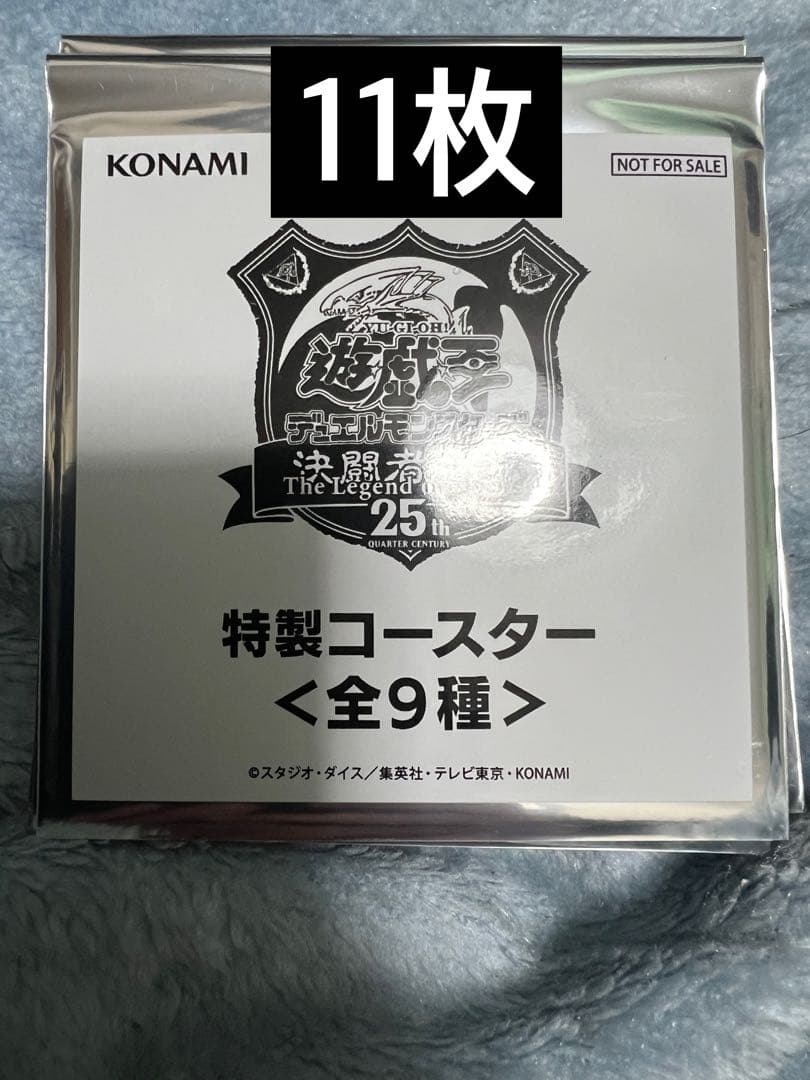 11枚
KONAMI
NOT FOR SALE
YU-GI-OH!
遊戯王
デュエルモンスターズ
決闘者
The Legend of
25th
QUARTER CENTURY
特製コースター
<全9種>
©スタジオ・ダイス/集英社・テレビ東京・KONAMI